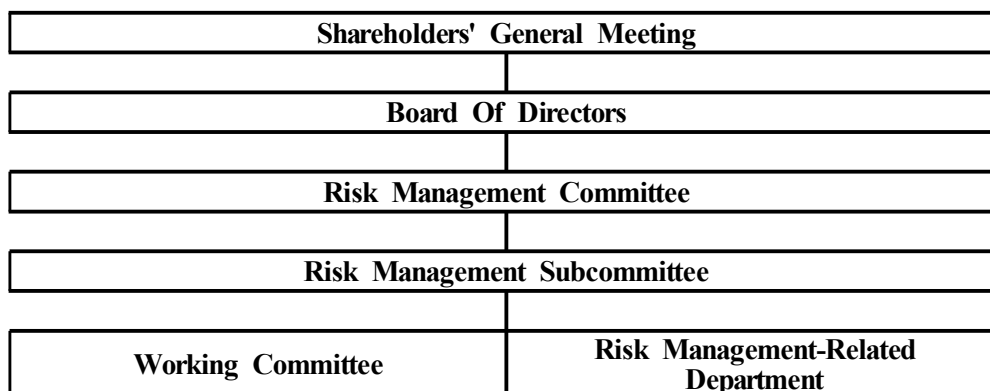 Shareholders' General Meeting
Board Of Directors
Risk Management Committee
Risk Management Subcommittee
Working Committee
Risk Management-Related
Department